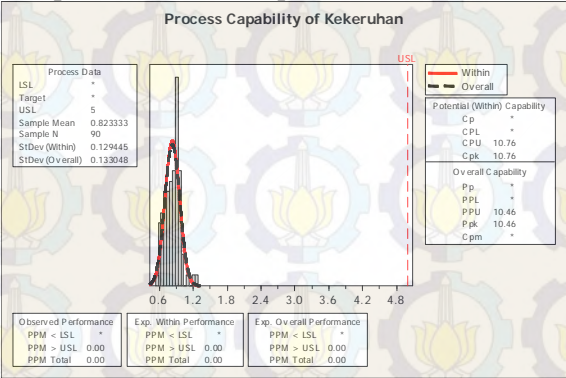 Process Capability of Kekeruhan
USL
Process Data
LSL *
Target *
USL 5
Sample Mean 0.823333
Sample N 90
StDev (Within) 0.129445
StDev (Overall) 0.133048
Within
Overall
Potential (Within) Capability
Cp *
CPL *
CPU 10.76
Cpk 10.76
Overall Capability
Pp *
PPL *
PPU 10.46
Ppk 10.46
Cpm *
0.6 1.2 1.8 2.4 3.0 3.6 4.2 4.8
Observed Performance
PPM < LSL *
PPM > USL 0.00
PPM Total 0.00
Exp. Within Performance
PPM < LSL *
PPM > USL 0.00
PPM Total 0.00
Exp. Overall Performance
PPM < LSL *
PPM > USL 0.00
PPM Total 0.00